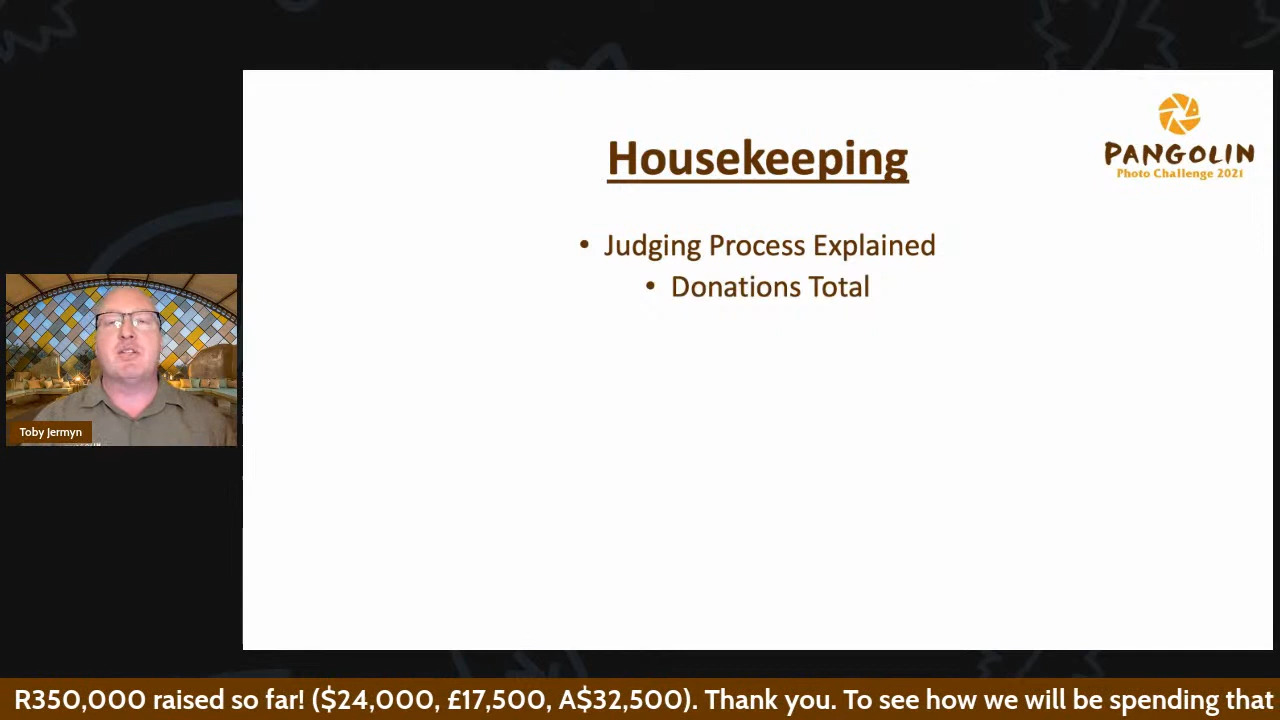 Housekeeping
PANGOLIN
Photo Challenge 2021
• Judging Process Explained
• Donations Total
Toby Jermyn
R350,000 raised so far! ($24,000, £17,500, A$32,500). Thank you. To see how we will be spending that